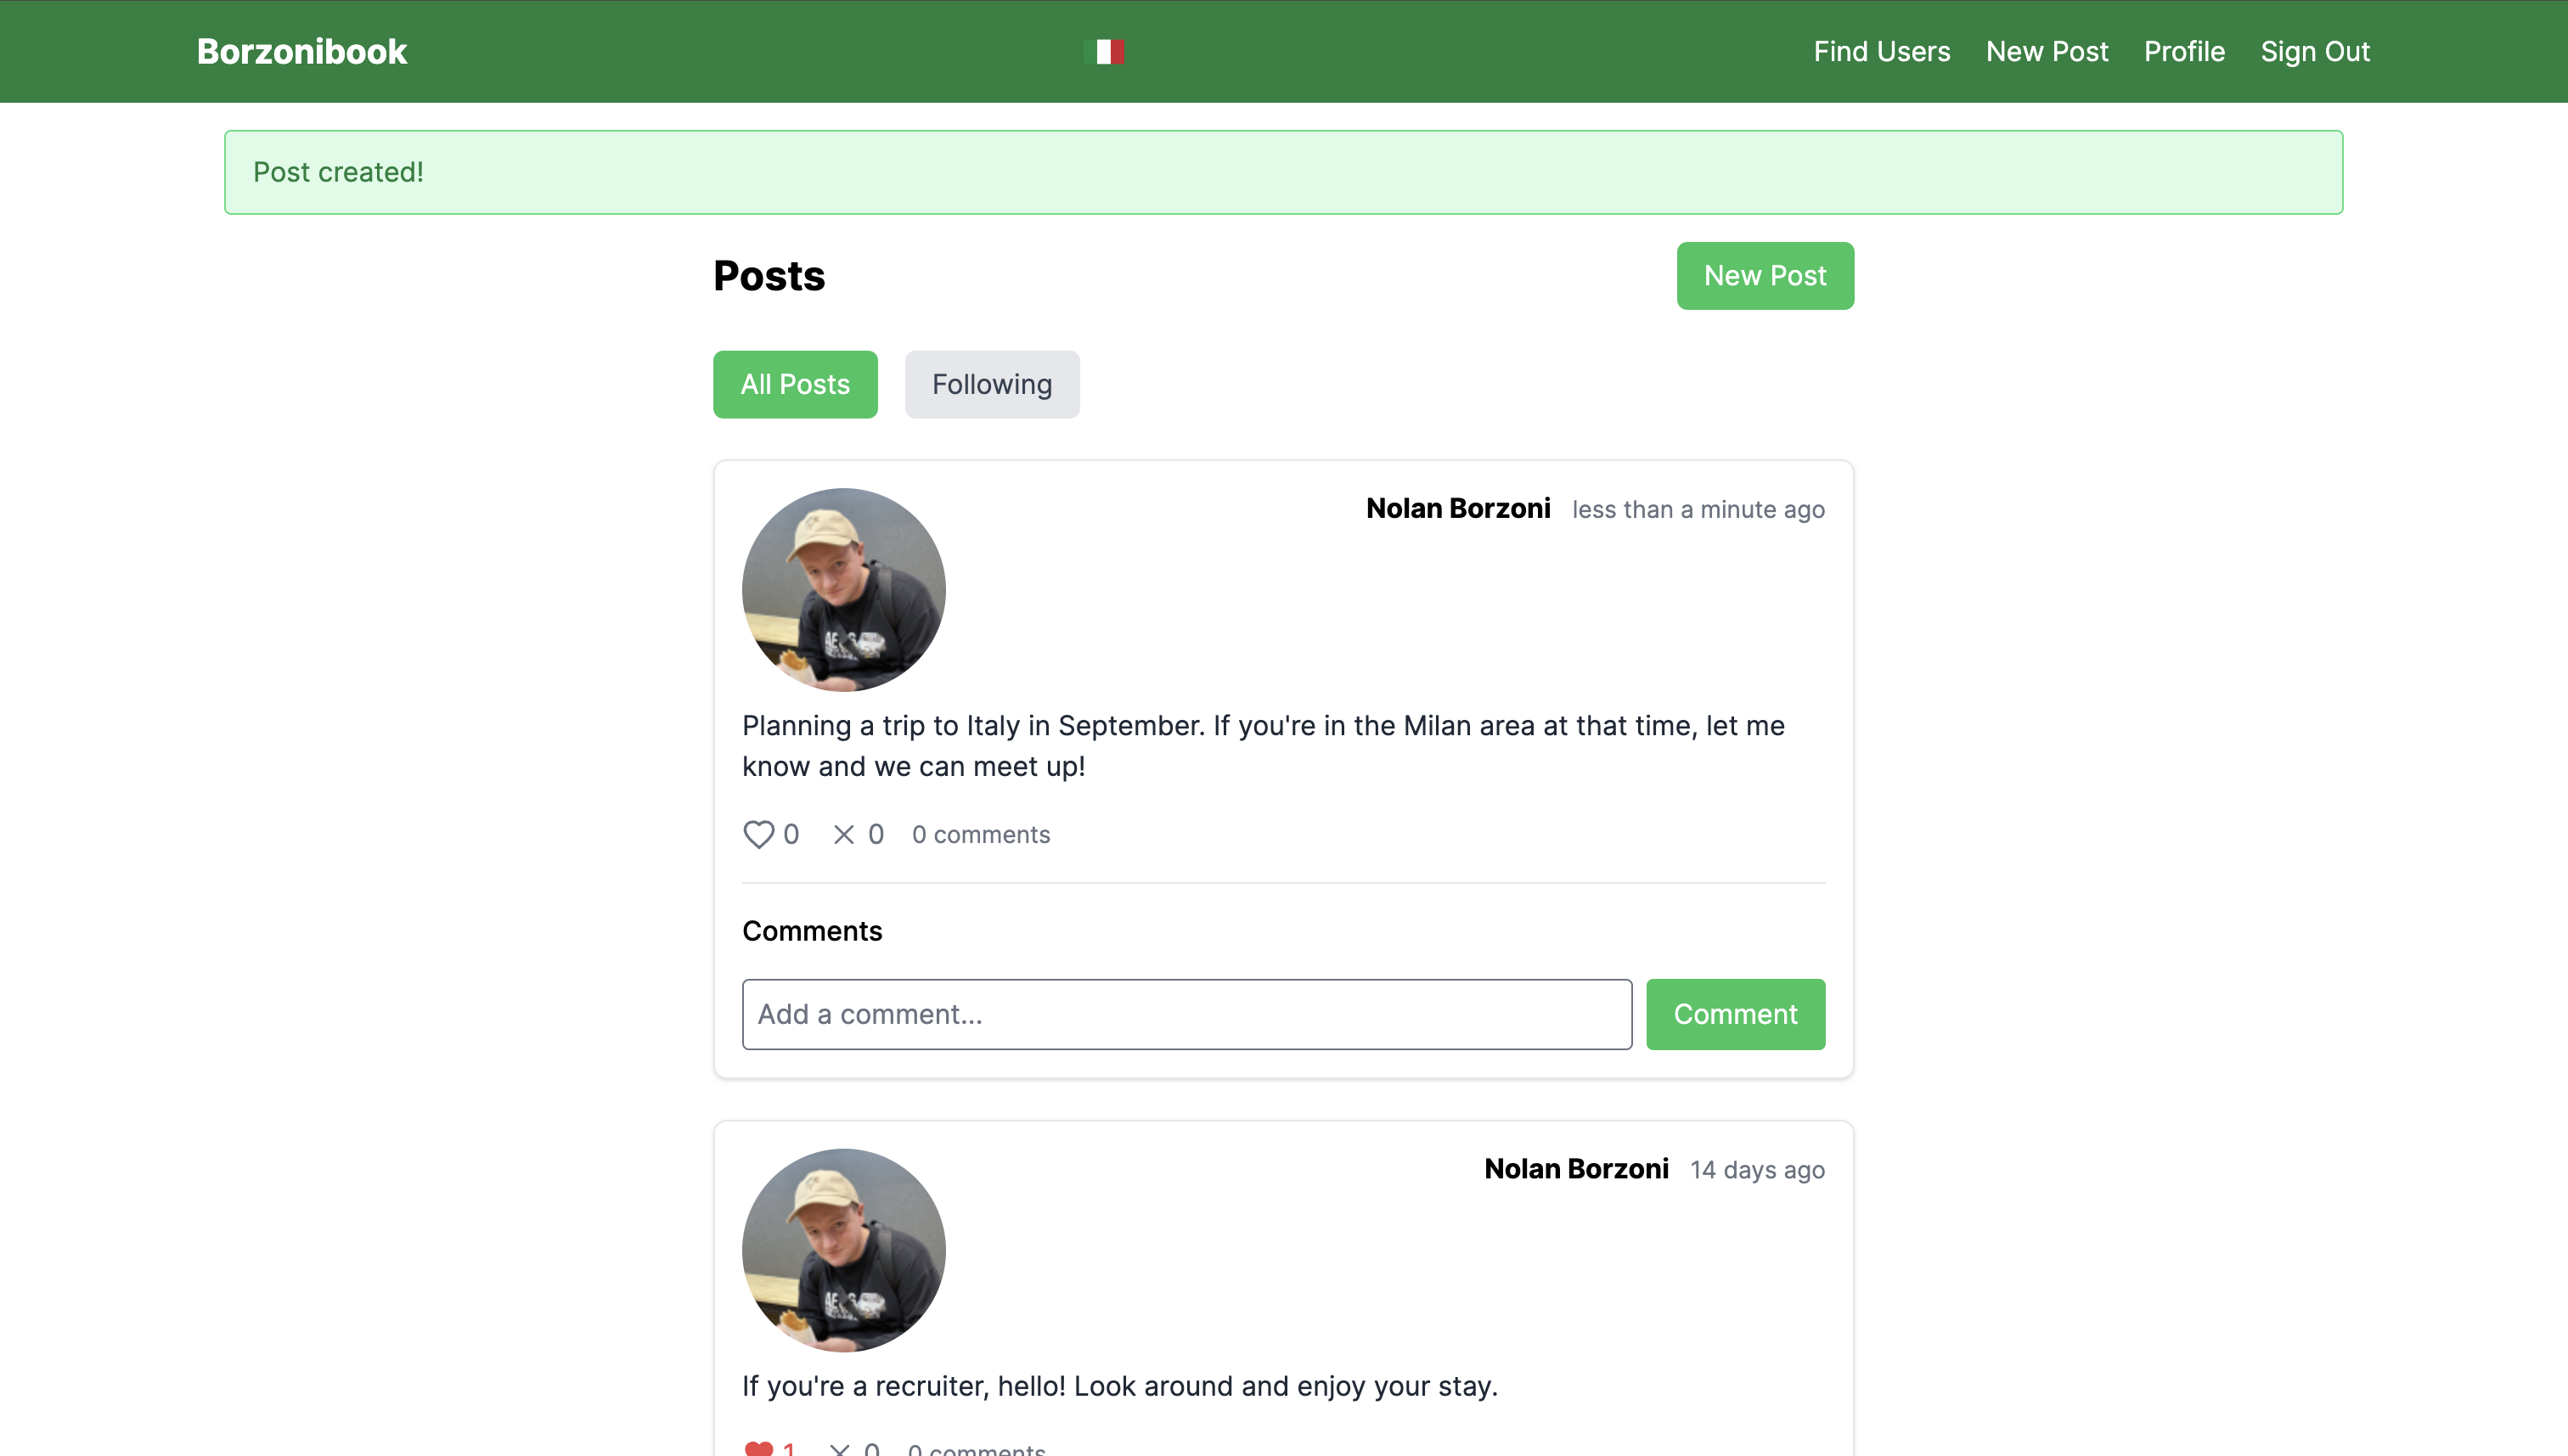 Borzonibook
Find Users
New Post
Profile
Sign Out
Post created!
Posts
New Post
All Posts
Following
Nolan Borzoni less than a minute ago
Planning a trip to Italy in September. If you're in the Milan area at that time, let me
know and we can meet up!
0 0 0 comments
Comments
Add a comment...
Comment
Nolan Borzoni 14 days ago
If you're a recruiter, hello! Look around and enjoy your stay.
1 0 0 comments